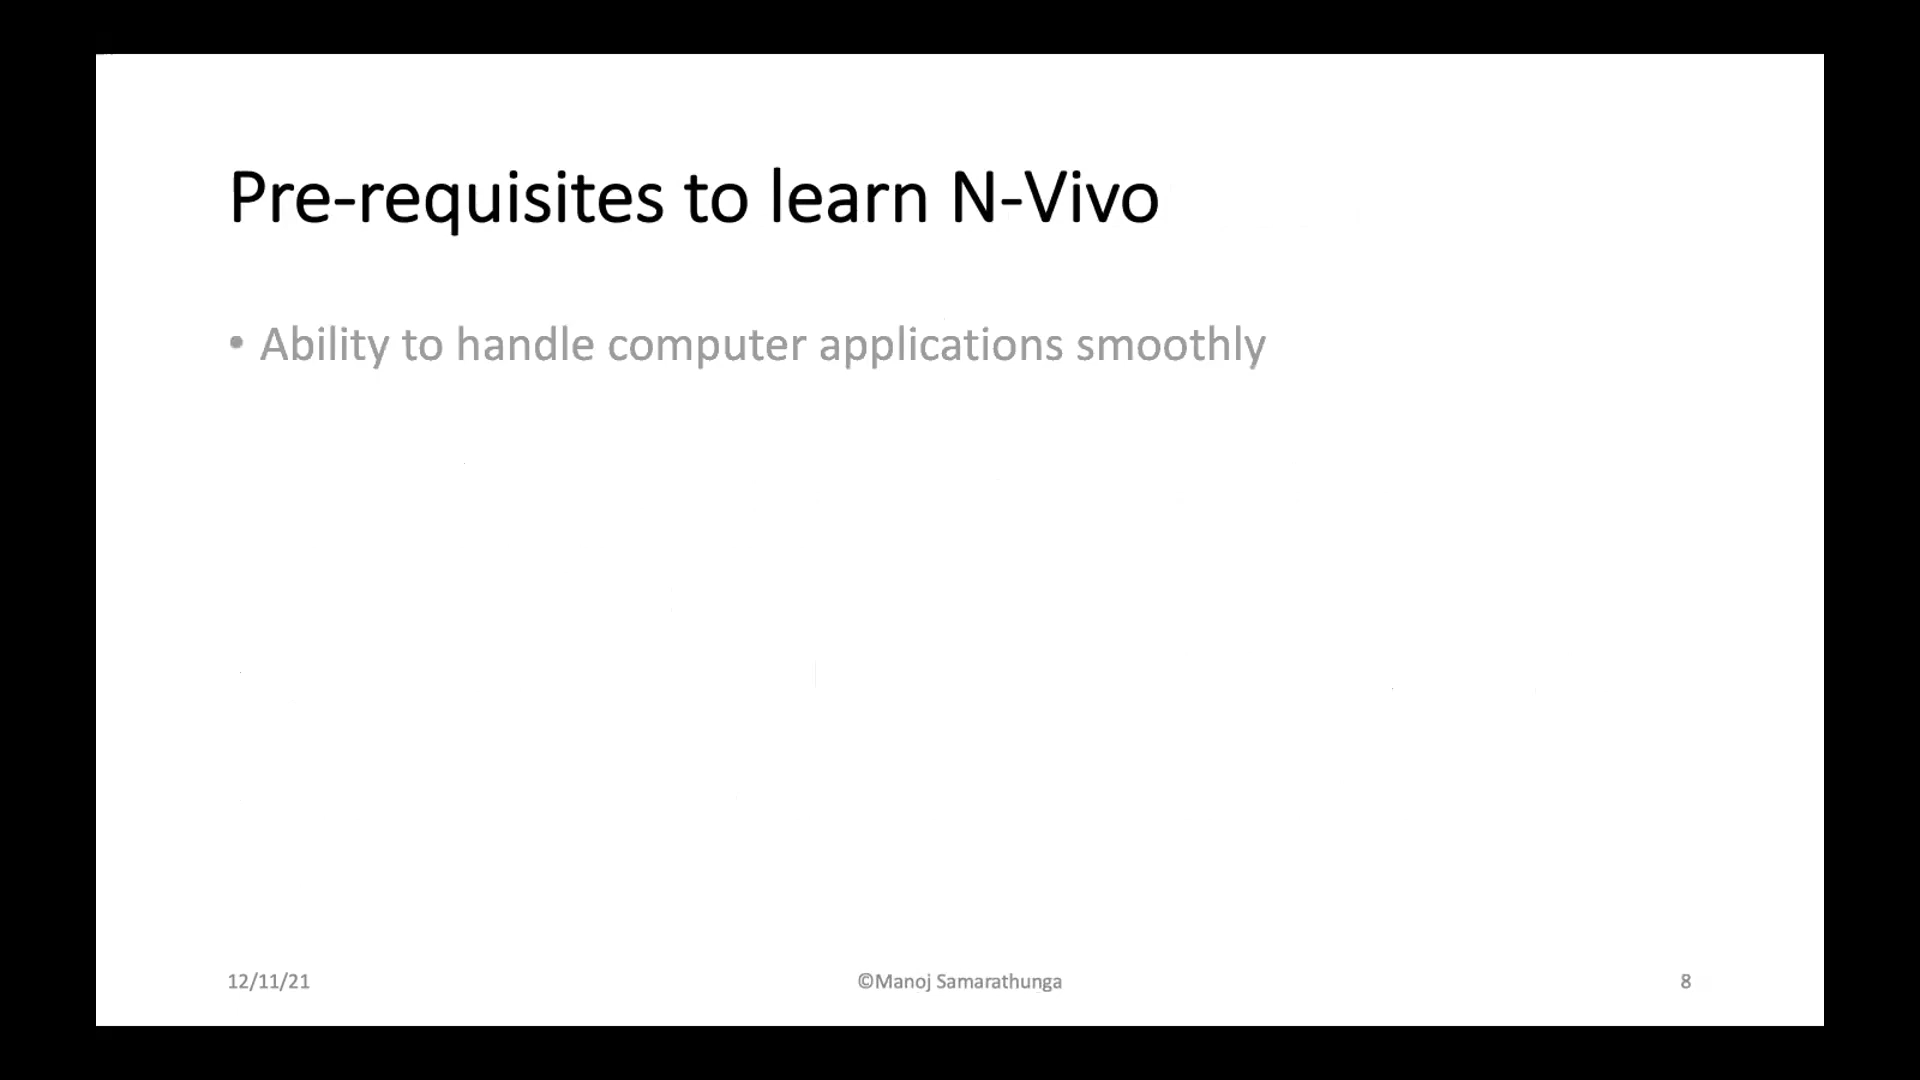 Pre-requisites to learn N-Vivo
• Ability to handle computer applications smoothly
12/11/21
©Manoj Samarathunga
8